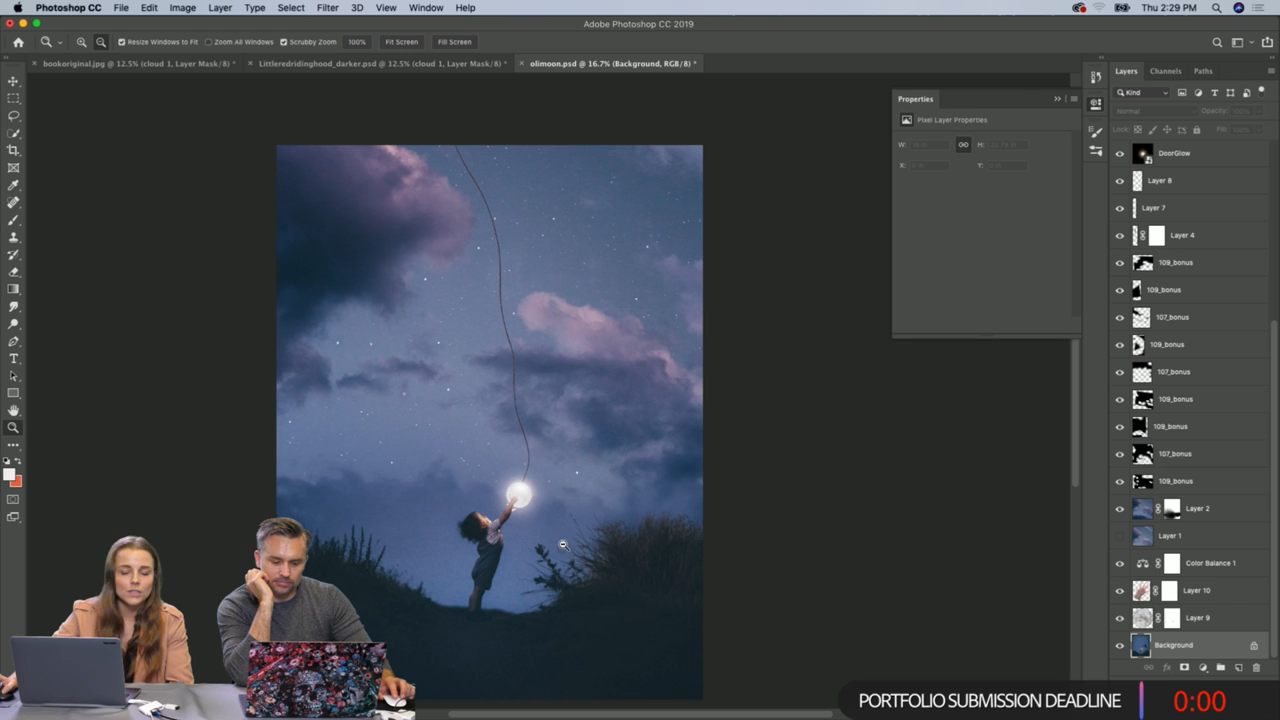 Photoshop CC File Edit Image Layer Type Select Filter 3D View Window Help Thu 2:29 PM
Adobe Photoshop CC 2019
Resize Windows to Fit Zoom All Windows Scrubby Zoom 100% Fit Screen Fill Screen
bookoriginal.jpg @ 12.5% (cloud 1, Layer Mask/8) * Littleredridinghood_darker.psd @ 12.5% (cloud 1, Layer Mask/8) * olimoon.psd @ 16.7% (Background, RGB/8) *
Properties
Pixel Layer Properties
W: H:
X: Y:
Layers Channels Paths
Kind
Normal Opacity:
Lock: Fill:
DoorGlow
Layer 8
Layer 7
Layer 4
109_bonus
109_bonus
107_bonus
109_bonus
107_bonus
109_bonus
109_bonus
107_bonus
109_bonus
Layer 2
Layer 1
Color Balance 1
Layer 10
Layer 9
Background
PORTFOLIO SUBMISSION DEADLINE 0:00